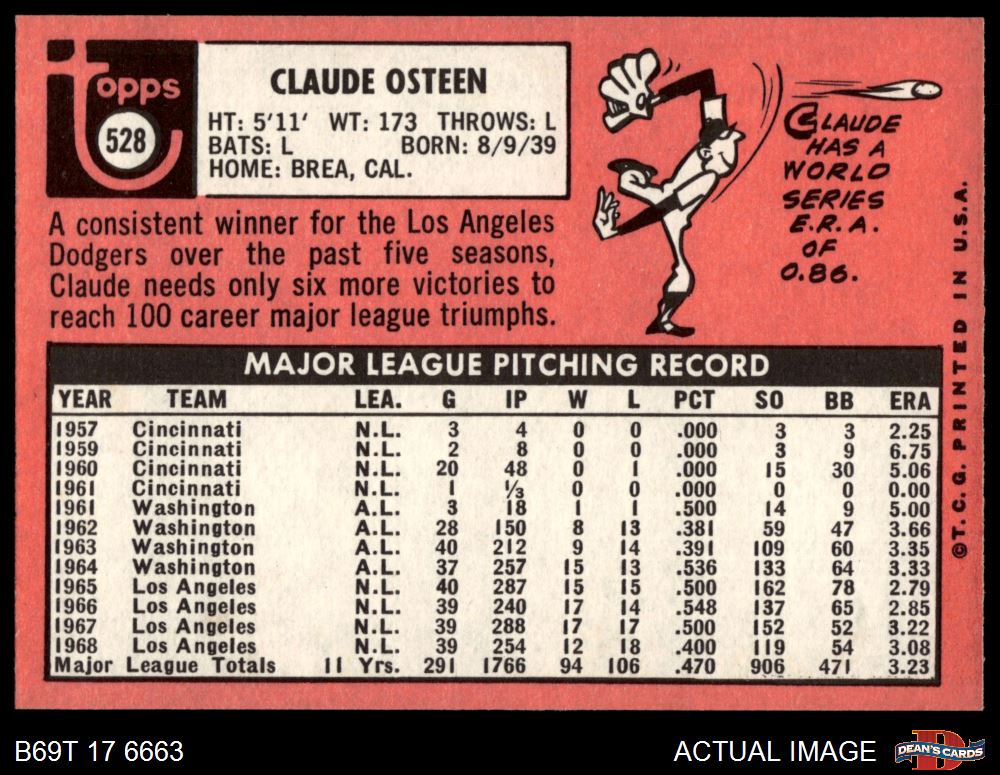 Topps
528
CLAUDE OSTEEN
HT: 5'11' WT: 173 THROWS: L
BATS: L BORN: 8/9/39
HOME: BREA, CAL.
A consistent winner for the Los Angeles
Dodgers over the past five seasons,
Claude needs only six more victories to
reach 100 career major league triumphs.
CLAUDE
HAS A
WORLD
SERIES
E.R.A.
OF
0.86.
MAJOR LEAGUE PITCHING RECORD
YEAR TEAM LEA. G IP W L PCT SO BB ERA
1957 Cincinnati N.L. 3 4 0 0 .000 3 3 2.25
1959 Cincinnati N.L. 2 8 0 0 .000 3 9 6.75
1960 Cincinnati N.L. 20 48 0 1 .000 15 30 5.06
1961 Cincinnati N.L. 1 ⅓ 0 0 .000 0 0 0.00
1961 Washington A.L. 3 18 1 1 .500 14 9 5.00
1962 Washington A.L. 28 150 8 13 .381 59 47 3.66
1963 Washington A.L. 40 212 9 14 .391 109 60 3.35
1964 Washington A.L. 37 257 15 13 .536 133 64 3.33
1965 Los Angeles N.L. 40 287 15 15 .500 162 78 2.79
1966 Los Angeles N.L. 39 240 17 14 .548 137 65 2.85
1967 Los Angeles N.L. 39 288 17 17 .500 152 52 3.22
1968 Los Angeles N.L. 39 254 12 18 .400 119 54 3.08
Major League Totals 11 Yrs. 291 1766 94 106 .470 906 471 3.23
©T.C.G. PRINTED IN U.S.A.
B69T 17 6663
ACTUAL IMAGE
DEAN'S CARDS